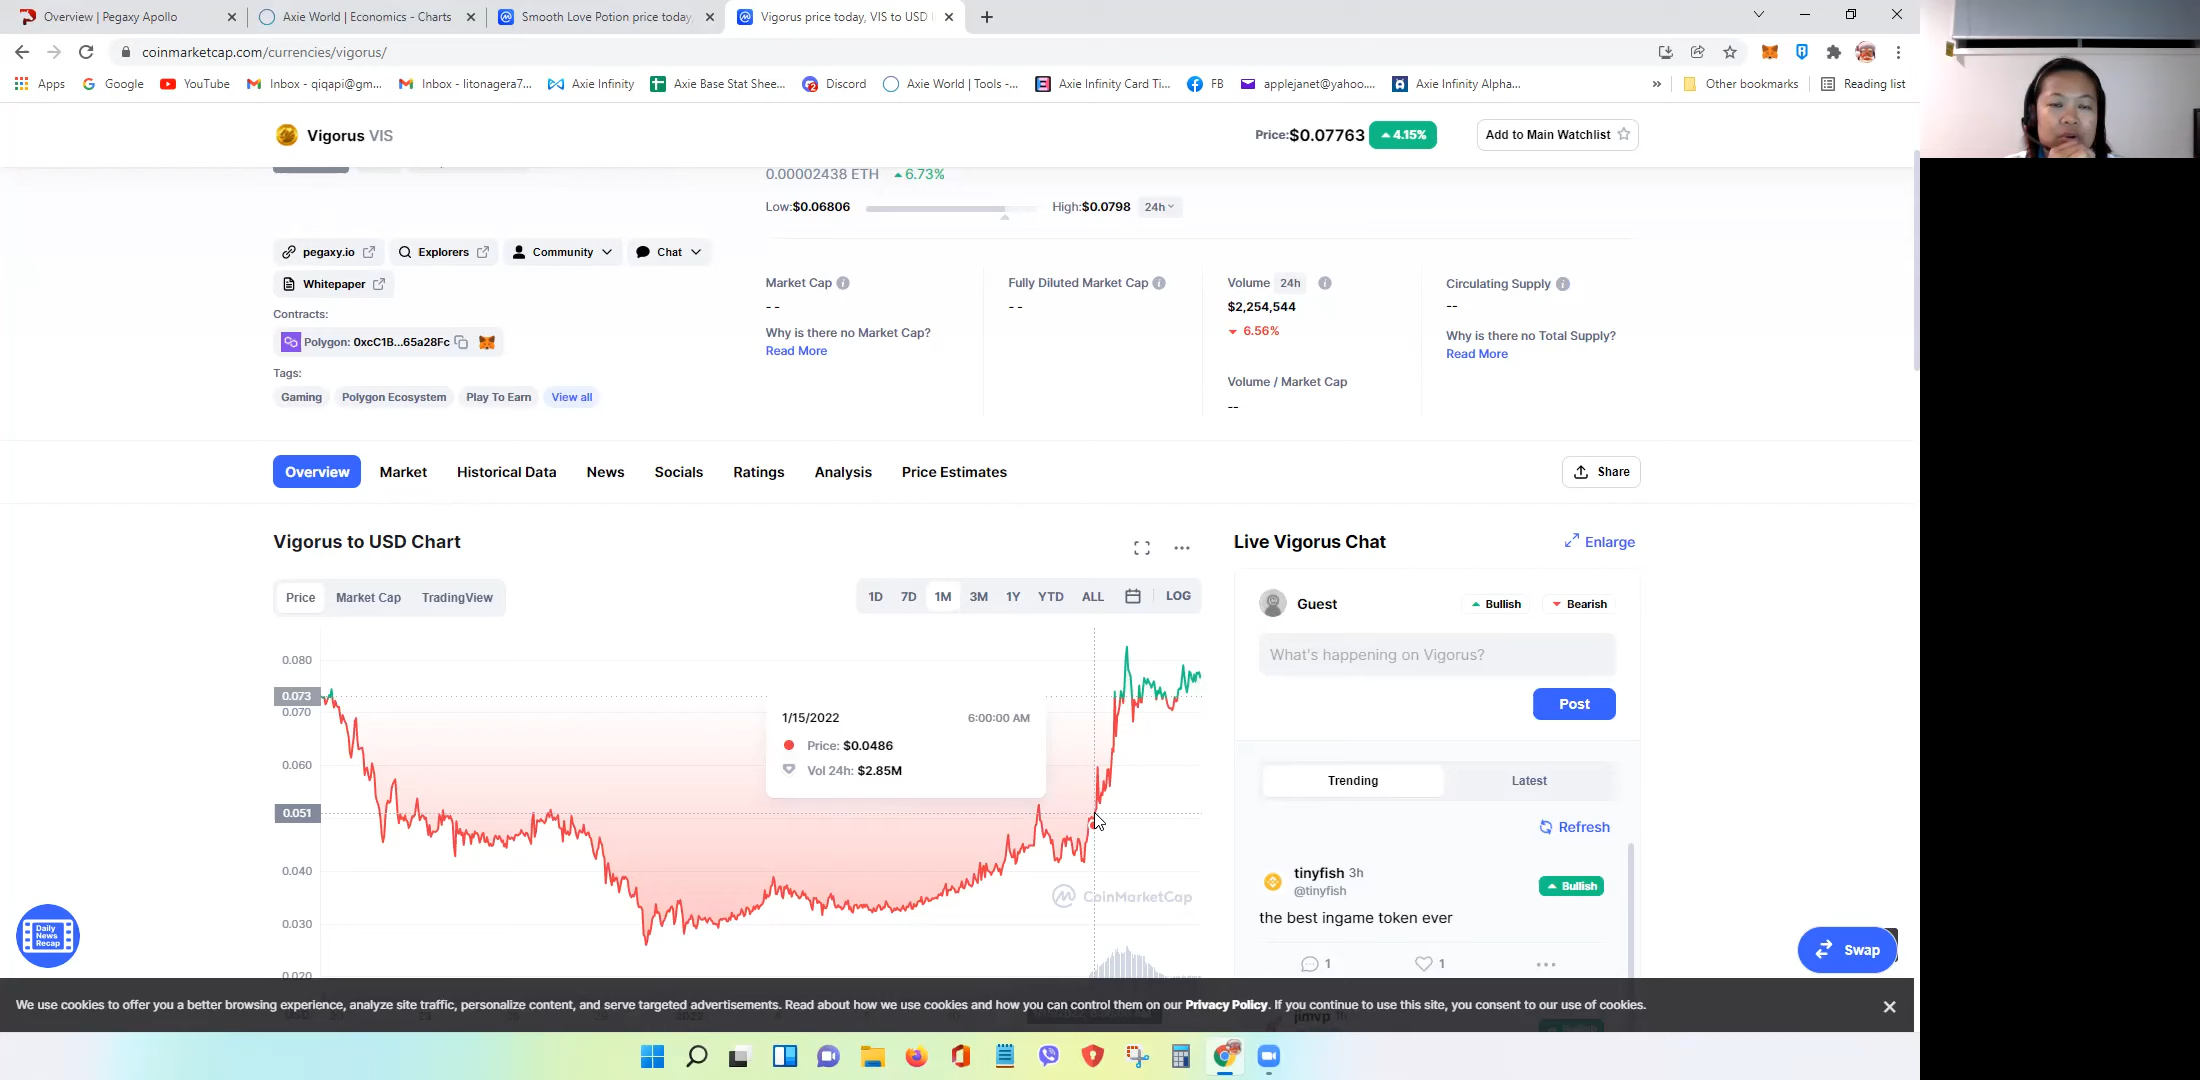 Overview | Pegaxy Apollo
Axie World | Economics - Charts
Smooth Love Potion price today,
Vigorus price today, VIS to USD
coinmarketcap.com/currencies/vigorus/
Apps
Google
YouTube
Inbox - qiqapi@gm...
Inbox - litonagera7...
Axie Infinity
Axie Base Stat Shee...
Discord
Axie World | Tools -...
Axie Infinity Card Ti...
FB
applejanet@yahoo....
Axie Infinity Alpha...
»
Other bookmarks
Reading list
Vigorus VIS
Price:$0.07763
4.15%
Add to Main Watchlist
0.00002438 ETH
6.73%
Low:$0.06806
High:$0.0798
24h
pegaxy.io
Explorers
Community
Chat
Whitepaper
Contracts:
Polygon: 0xcC1B...65a28Fc
Tags:
Gaming
Polygon Ecosystem
Play To Earn
View all
Market Cap
- -
Why is there no Market Cap?
Read More
Fully Diluted Market Cap
- -
Volume 24h
$2,254,544
6.56%
Volume / Market Cap
--
Circulating Supply
--
Why is there no Total Supply?
Read More
Overview
Market
Historical Data
News
Socials
Ratings
Analysis
Price Estimates
Share
Vigorus to USD Chart
Price
Market Cap
TradingView
1D
7D
1M
3M
1Y
YTD
ALL
LOG
0.080
0.073
0.070
0.060
0.051
0.040
0.030
0.020
1/15/2022
6:00:00 AM
Price: $0.0486
Vol 24h: $2.85M
CoinMarketCap
Live Vigorus Chat
Enlarge
Guest
Bullish
Bearish
What's happening on Vigorus?
Post
Trending
Latest
Refresh
tinyfish 3h
@tinyfish
Bullish
the best ingame token ever
1
1
Daily
News
Recap
Swap
We use cookies to offer you a better browsing experience, analyze site traffic, personalize content, and serve targeted advertisements. Read about how we use cookies and how you can control them on our Privacy Policy. If you continue to use this site, you consent to our use of cookies.